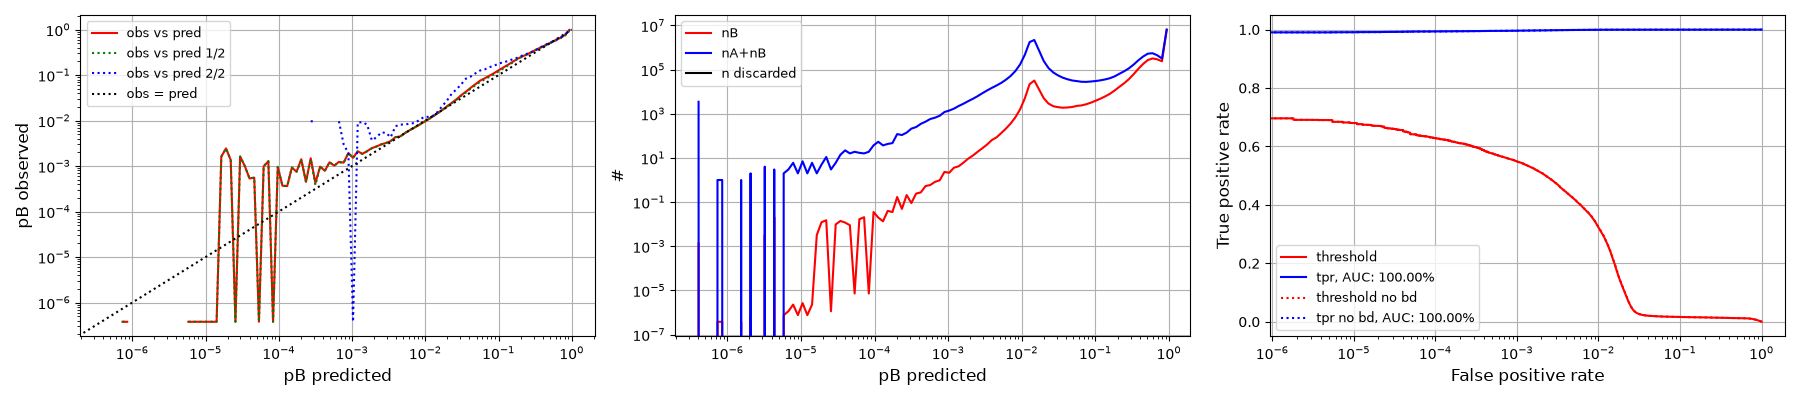 10⁰
10⁻¹
10⁻²
10⁻³
10⁻⁴
10⁻⁵
10⁻⁶
pB observed
obs vs pred
obs vs pred 1/2
obs vs pred 2/2
obs = pred
10⁻⁶ 10⁻⁵ 10⁻⁴ 10⁻³ 10⁻² 10⁻¹ 10⁰
pB predicted
10⁷
10⁵
10³
10¹
10⁻¹
10⁻³
10⁻⁵
10⁻⁷
#
nB
nA+nB
n discarded
10⁻⁶ 10⁻⁵ 10⁻⁴ 10⁻³ 10⁻² 10⁻¹ 10⁰
pB predicted
1.0
0.8
0.6
0.4
0.2
0.0
True positive rate
threshold
tpr, AUC: 100.00%
threshold no bd
tpr no bd, AUC: 100.00%
10⁻⁶ 10⁻⁵ 10⁻⁴ 10⁻³ 10⁻² 10⁻¹ 10⁰
False positive rate